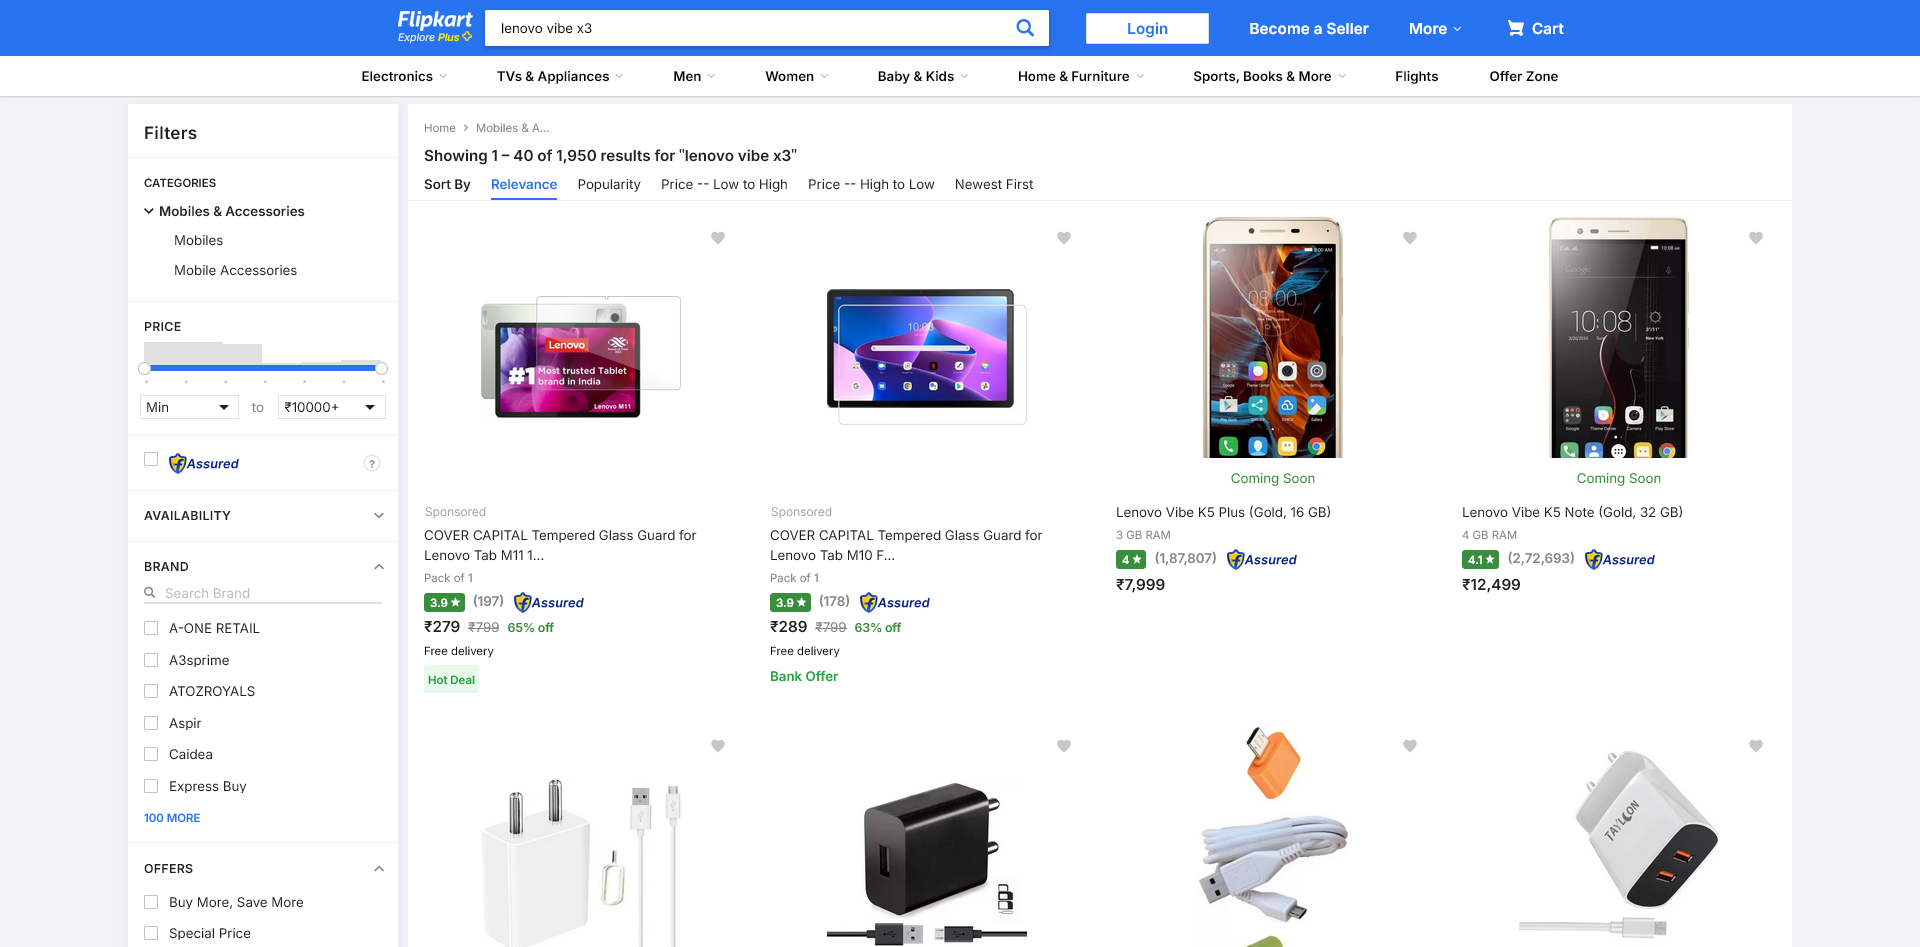 Flipkart
Explore Plus
lenovo vibe x3
Login
Become a Seller
More
Cart
Electronics
TVs & Appliances
Men
Women
Baby & Kids
Home & Furniture
Sports, Books & More
Flights
Offer Zone
Filters
CATEGORIES
Mobiles & Accessories
Mobiles
Mobile Accessories
PRICE
Min
to
₹10000+
Assured
?
AVAILABILITY
BRAND
Search Brand
A-ONE RETAIL
A3sprime
ATOZROYALS
Aspir
Caidea
Express Buy
100 MORE
OFFERS
Buy More, Save More
Special Price
Home
Mobiles & A...
Showing 1 – 40 of 1,950 results for "lenovo vibe x3"
Sort By
Relevance
Popularity
Price -- Low to High
Price -- High to Low
Newest First
Lenovo
#1 Most trusted Tablet
brand in India
Lenovo M11
Sponsored
COVER CAPITAL Tempered Glass Guard for
Lenovo Tab M11 1...
Pack of 1
3.9
(197)
Assured
₹279 ₹799 65% off
Free delivery
Hot Deal
10:08
Sponsored
COVER CAPITAL Tempered Glass Guard for
Lenovo Tab M10 F...
Pack of 1
3.9
(178)
Assured
₹289 ₹799 63% off
Free delivery
Bank Offer
08:00
Coming Soon
Lenovo Vibe K5 Plus (Gold, 16 GB)
3 GB RAM
4
(1,87,807)
Assured
₹7,999
Google
10:08
Coming Soon
Lenovo Vibe K5 Note (Gold, 32 GB)
4 GB RAM
4.1
(2,72,693)
Assured
₹12,499
TAYLOON